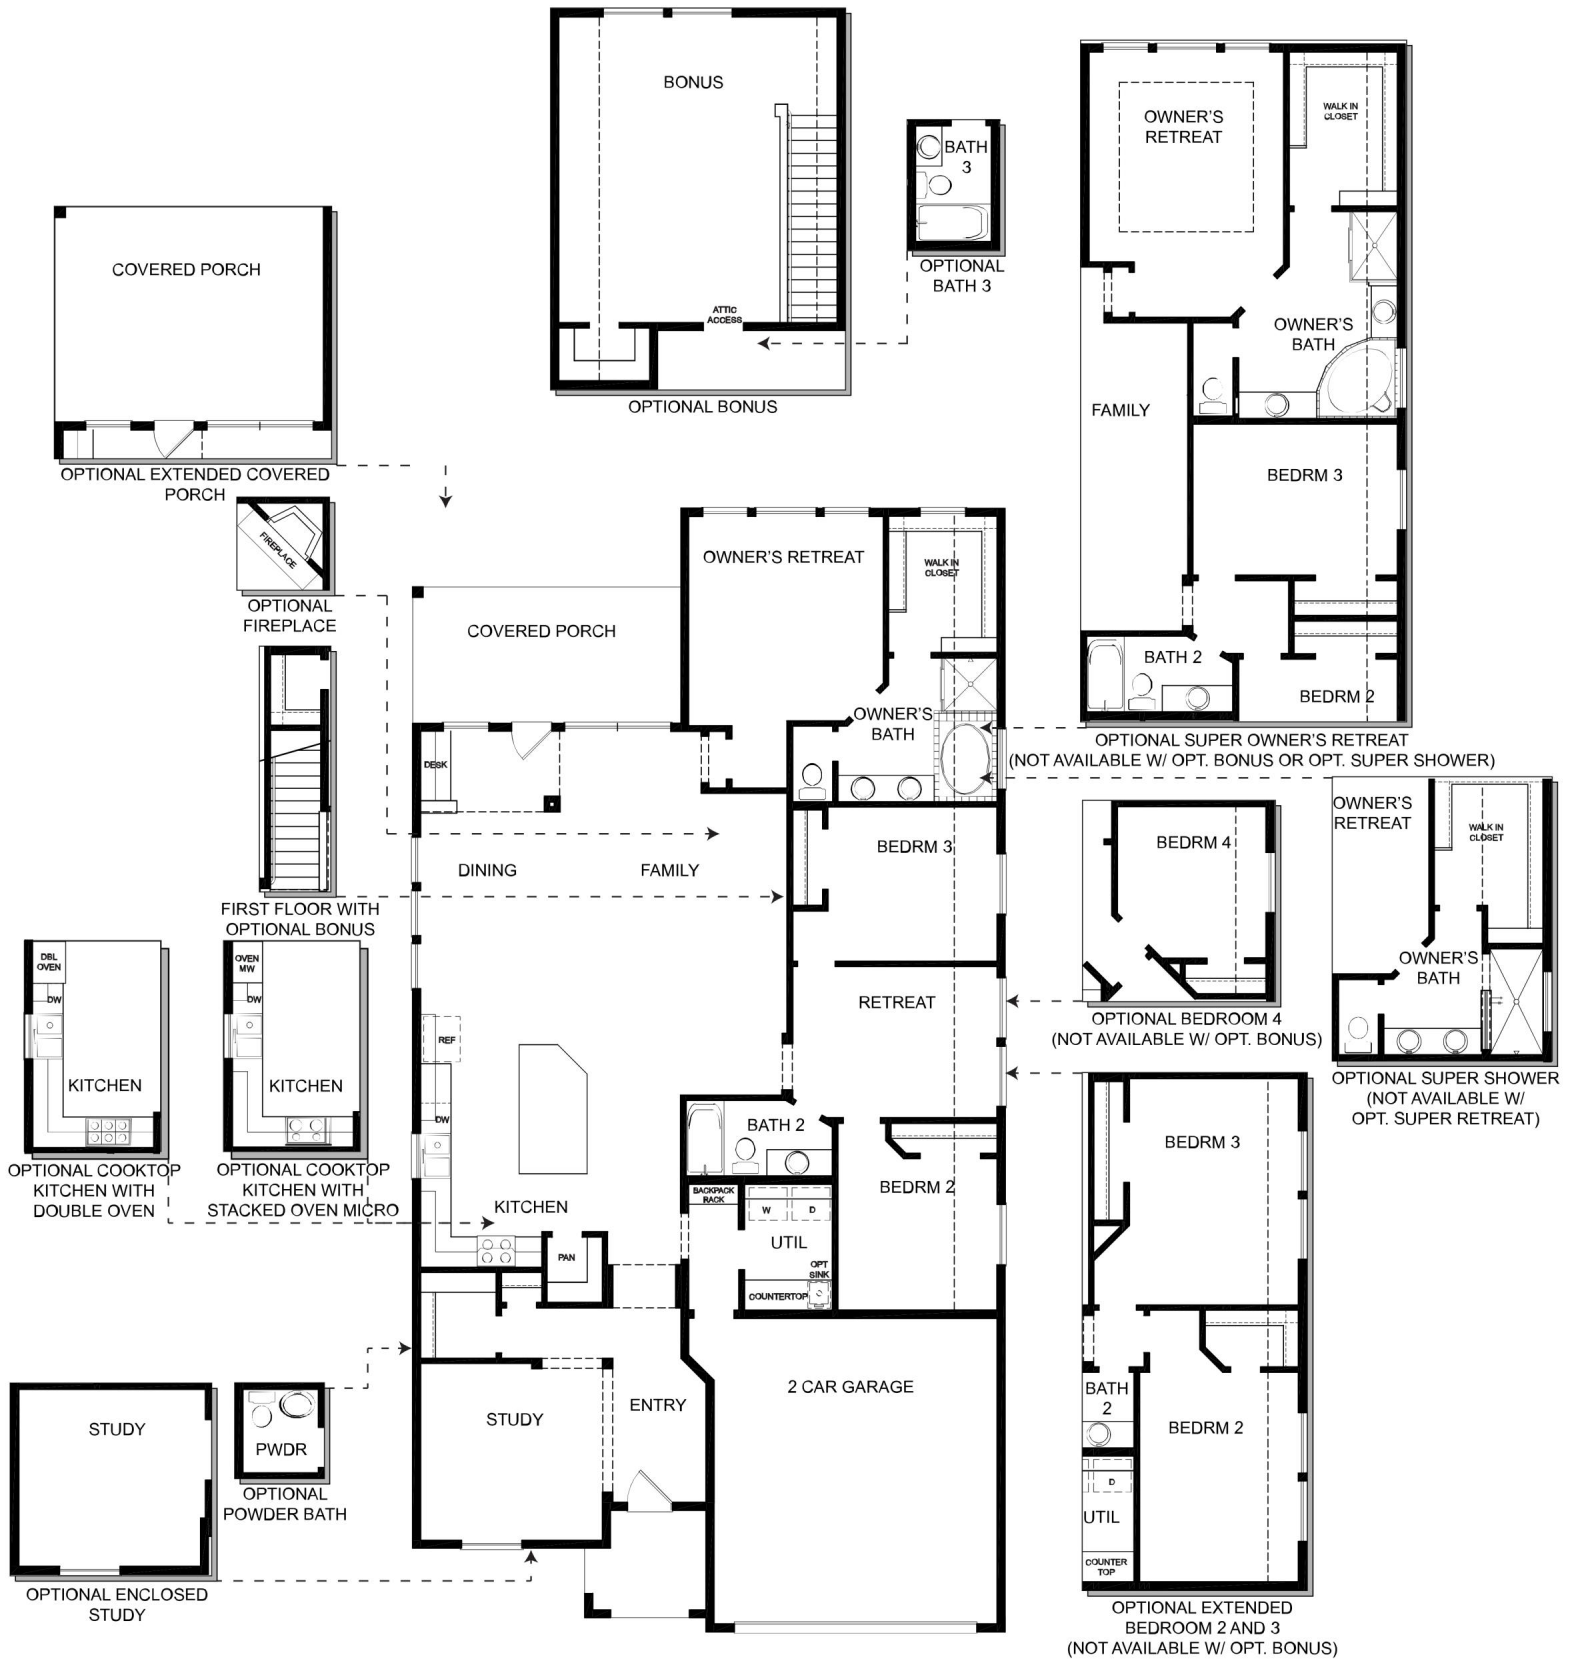 BONUS
ATTIC
ACCESS
OPTIONAL BONUS
BATH
3
OPTIONAL
BATH 3
OWNER'S
RETREAT
WALK IN
CLOSET
OWNER'S
BATH
FAMILY
BEDRM 3
BATH 2
BEDRM 2
OPTIONAL SUPER OWNER'S RETREAT
(NOT AVAILABLE W/ OPT. BONUS OR OPT. SUPER SHOWER)
COVERED PORCH
OPTIONAL EXTENDED COVERED
PORCH
FIREPLACE
OPTIONAL
FIREPLACE
FIRST FLOOR WITH
OPTIONAL BONUS
DBL
OVEN
DW
KITCHEN
OPTIONAL COOKTOP
KITCHEN WITH
DOUBLE OVEN
OVEN
MW
DW
KITCHEN
OPTIONAL COOKTOP
KITCHEN WITH
STACKED OVEN MICRO
OWNER'S RETREAT
WALK IN
CLOSET
COVERED PORCH
OWNER'S
BATH
DESK
BEDRM 3
DINING
FAMILY
RETREAT
REF
DW
BATH 2
BEDRM 2
BACKPACK
RACK
W
D
KITCHEN
UTIL
PAN
OPT
SINK
COUNTERTOP
2 CAR GARAGE
ENTRY
STUDY
BEDRM 4
OPTIONAL BEDROOM 4
(NOT AVAILABLE W/ OPT. BONUS)
OWNER'S
RETREAT
WALK IN
CLOSET
OWNER'S
BATH
OPTIONAL SUPER SHOWER
(NOT AVAILABLE W/
OPT. SUPER RETREAT)
BEDRM 3
BATH
2
BEDRM 2
D
UTIL
COUNTER
TOP
OPTIONAL EXTENDED
BEDROOM 2 AND 3
(NOT AVAILABLE W/ OPT. BONUS)
STUDY
OPTIONAL ENCLOSED
STUDY
PWDR
OPTIONAL
POWDER BATH